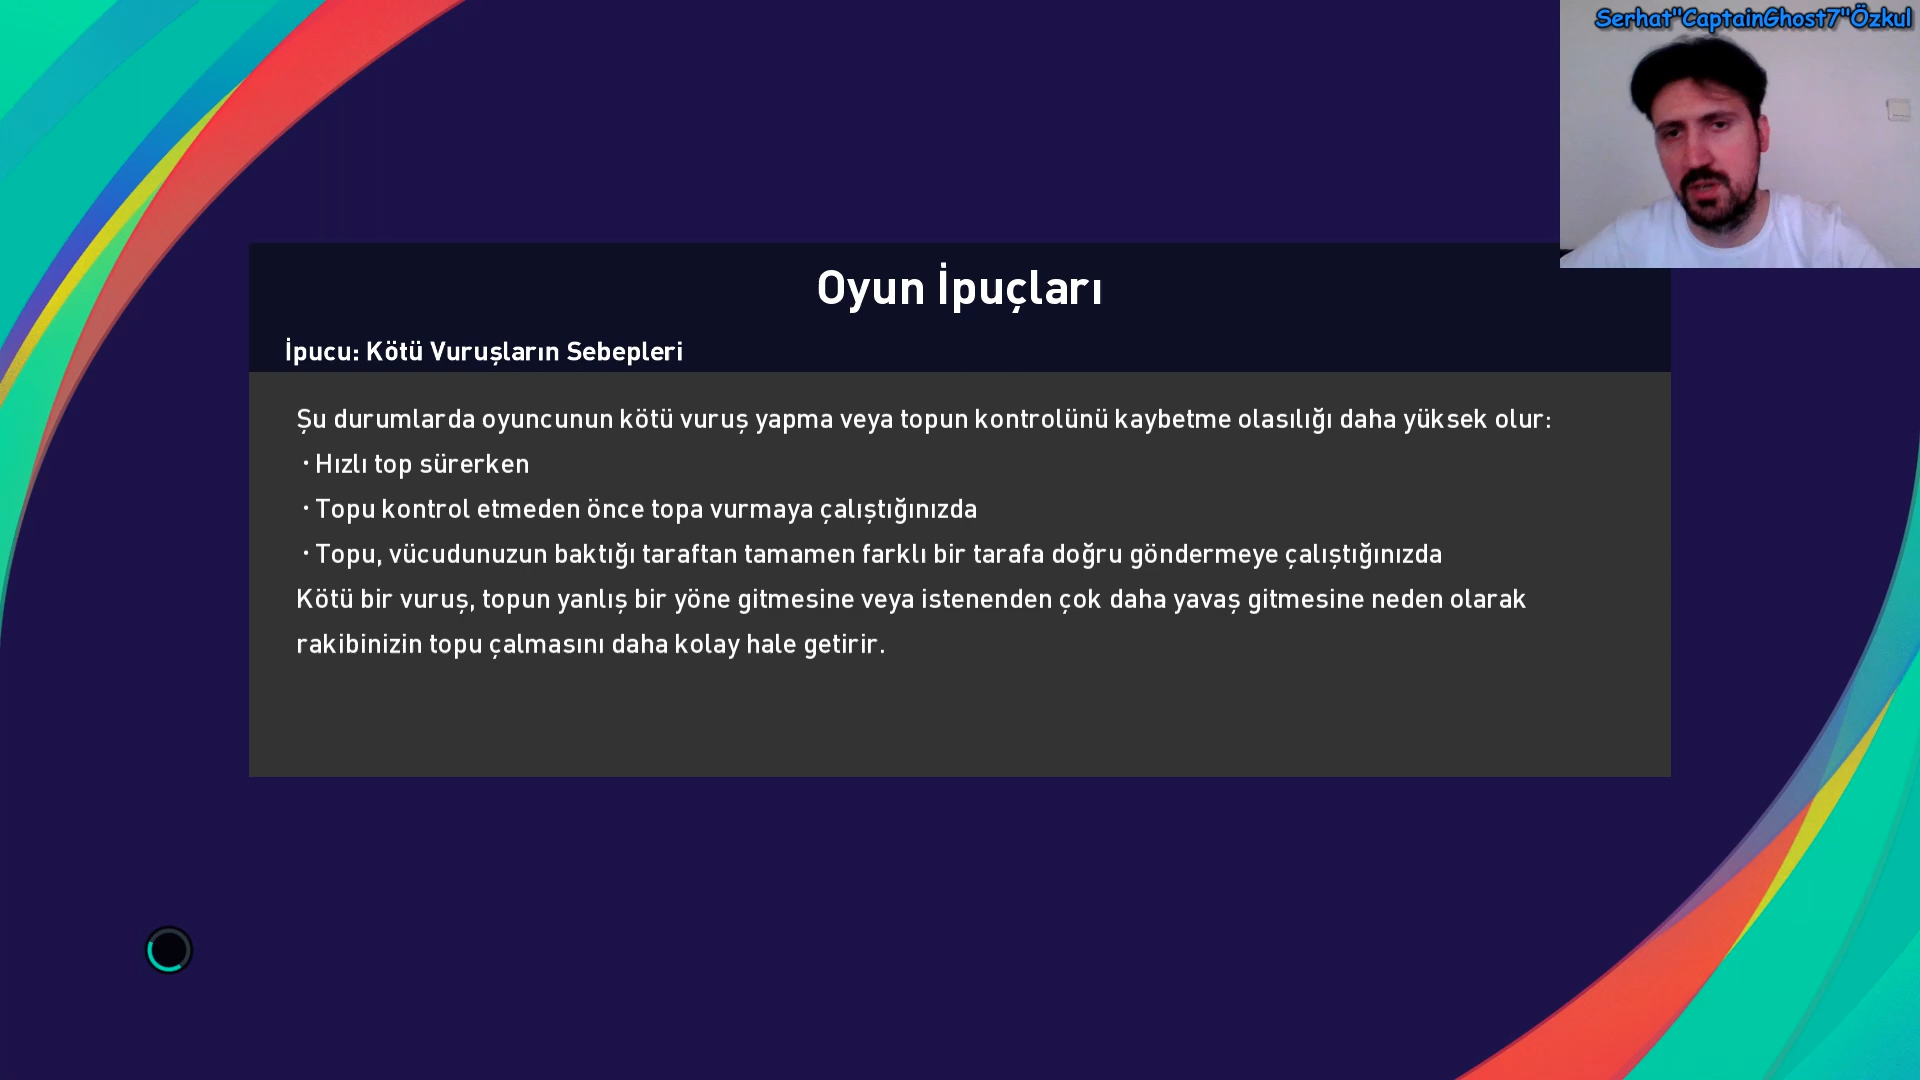 Serhat"CaptainGhost7"Özkul
Oyun İpuçları
İpucu: Kötü Vuruşların Sebepleri
Şu durumlarda oyuncunun kötü vuruş yapma veya topun kontrolünü kaybetme olasılığı daha yüksek olur:
· Hızlı top sürerken
· Topu kontrol etmeden önce topa vurmaya çalıştığınızda
· Topu, vücudunuzun baktığı taraftan tamamen farklı bir tarafa doğru göndermeye çalıştığınızda
Kötü bir vuruş, topun yanlış bir yöne gitmesine veya istenenden çok daha yavaş gitmesine neden olarak
rakibinizin topu çalmasını daha kolay hale getirir.